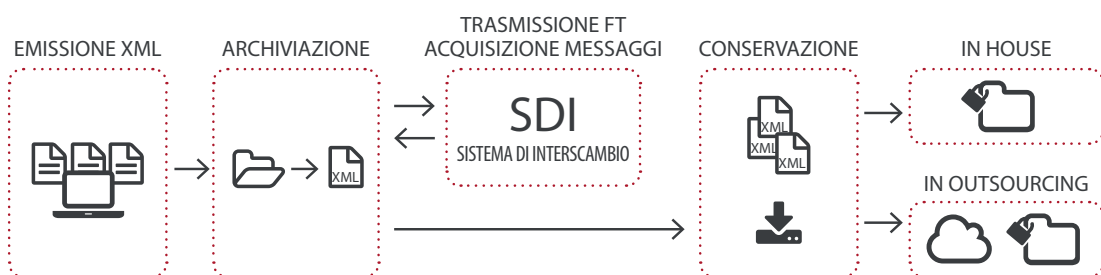 EMISSIONE XML
ARCHIVIAZIONE
XML
TRASMISSIONE FT
ACQUISIZIONE MESSAGGI
SDI
SISTEMA DI INTERSCAMBIO
CONSERVAZIONE
XML
XML
XML
IN HOUSE
IN OUTSOURCING